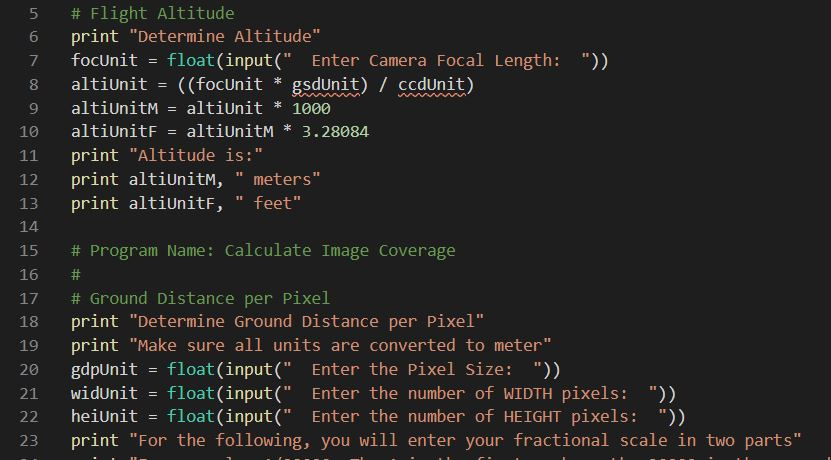 5 # Flight Altitude
6 print "Determine Altitude"
7 focUnit = float(input("  Enter Camera Focal Length:  "))
8 altiUnit = ((focUnit * gsdUnit) / ccdUnit)
9 altiUnitM = altiUnit * 1000
10 altiUnitF = altiUnitM * 3.28084
11 print "Altitude is:"
12 print altiUnitM, " meters"
13 print altiUnitF, " feet"
14
15 # Program Name: Calculate Image Coverage
16 #
17 # Ground Distance per Pixel
18 print "Determine Ground Distance per Pixel"
19 print "Make sure all units are converted to meter"
20 gdpUnit = float(input("  Enter the Pixel Size:  "))
21 widUnit = float(input("  Enter the number of WIDTH pixels:  "))
22 heiUnit = float(input("  Enter the number of HEIGHT pixels:  "))
23 print "For the following, you will enter your fractional scale in two parts"